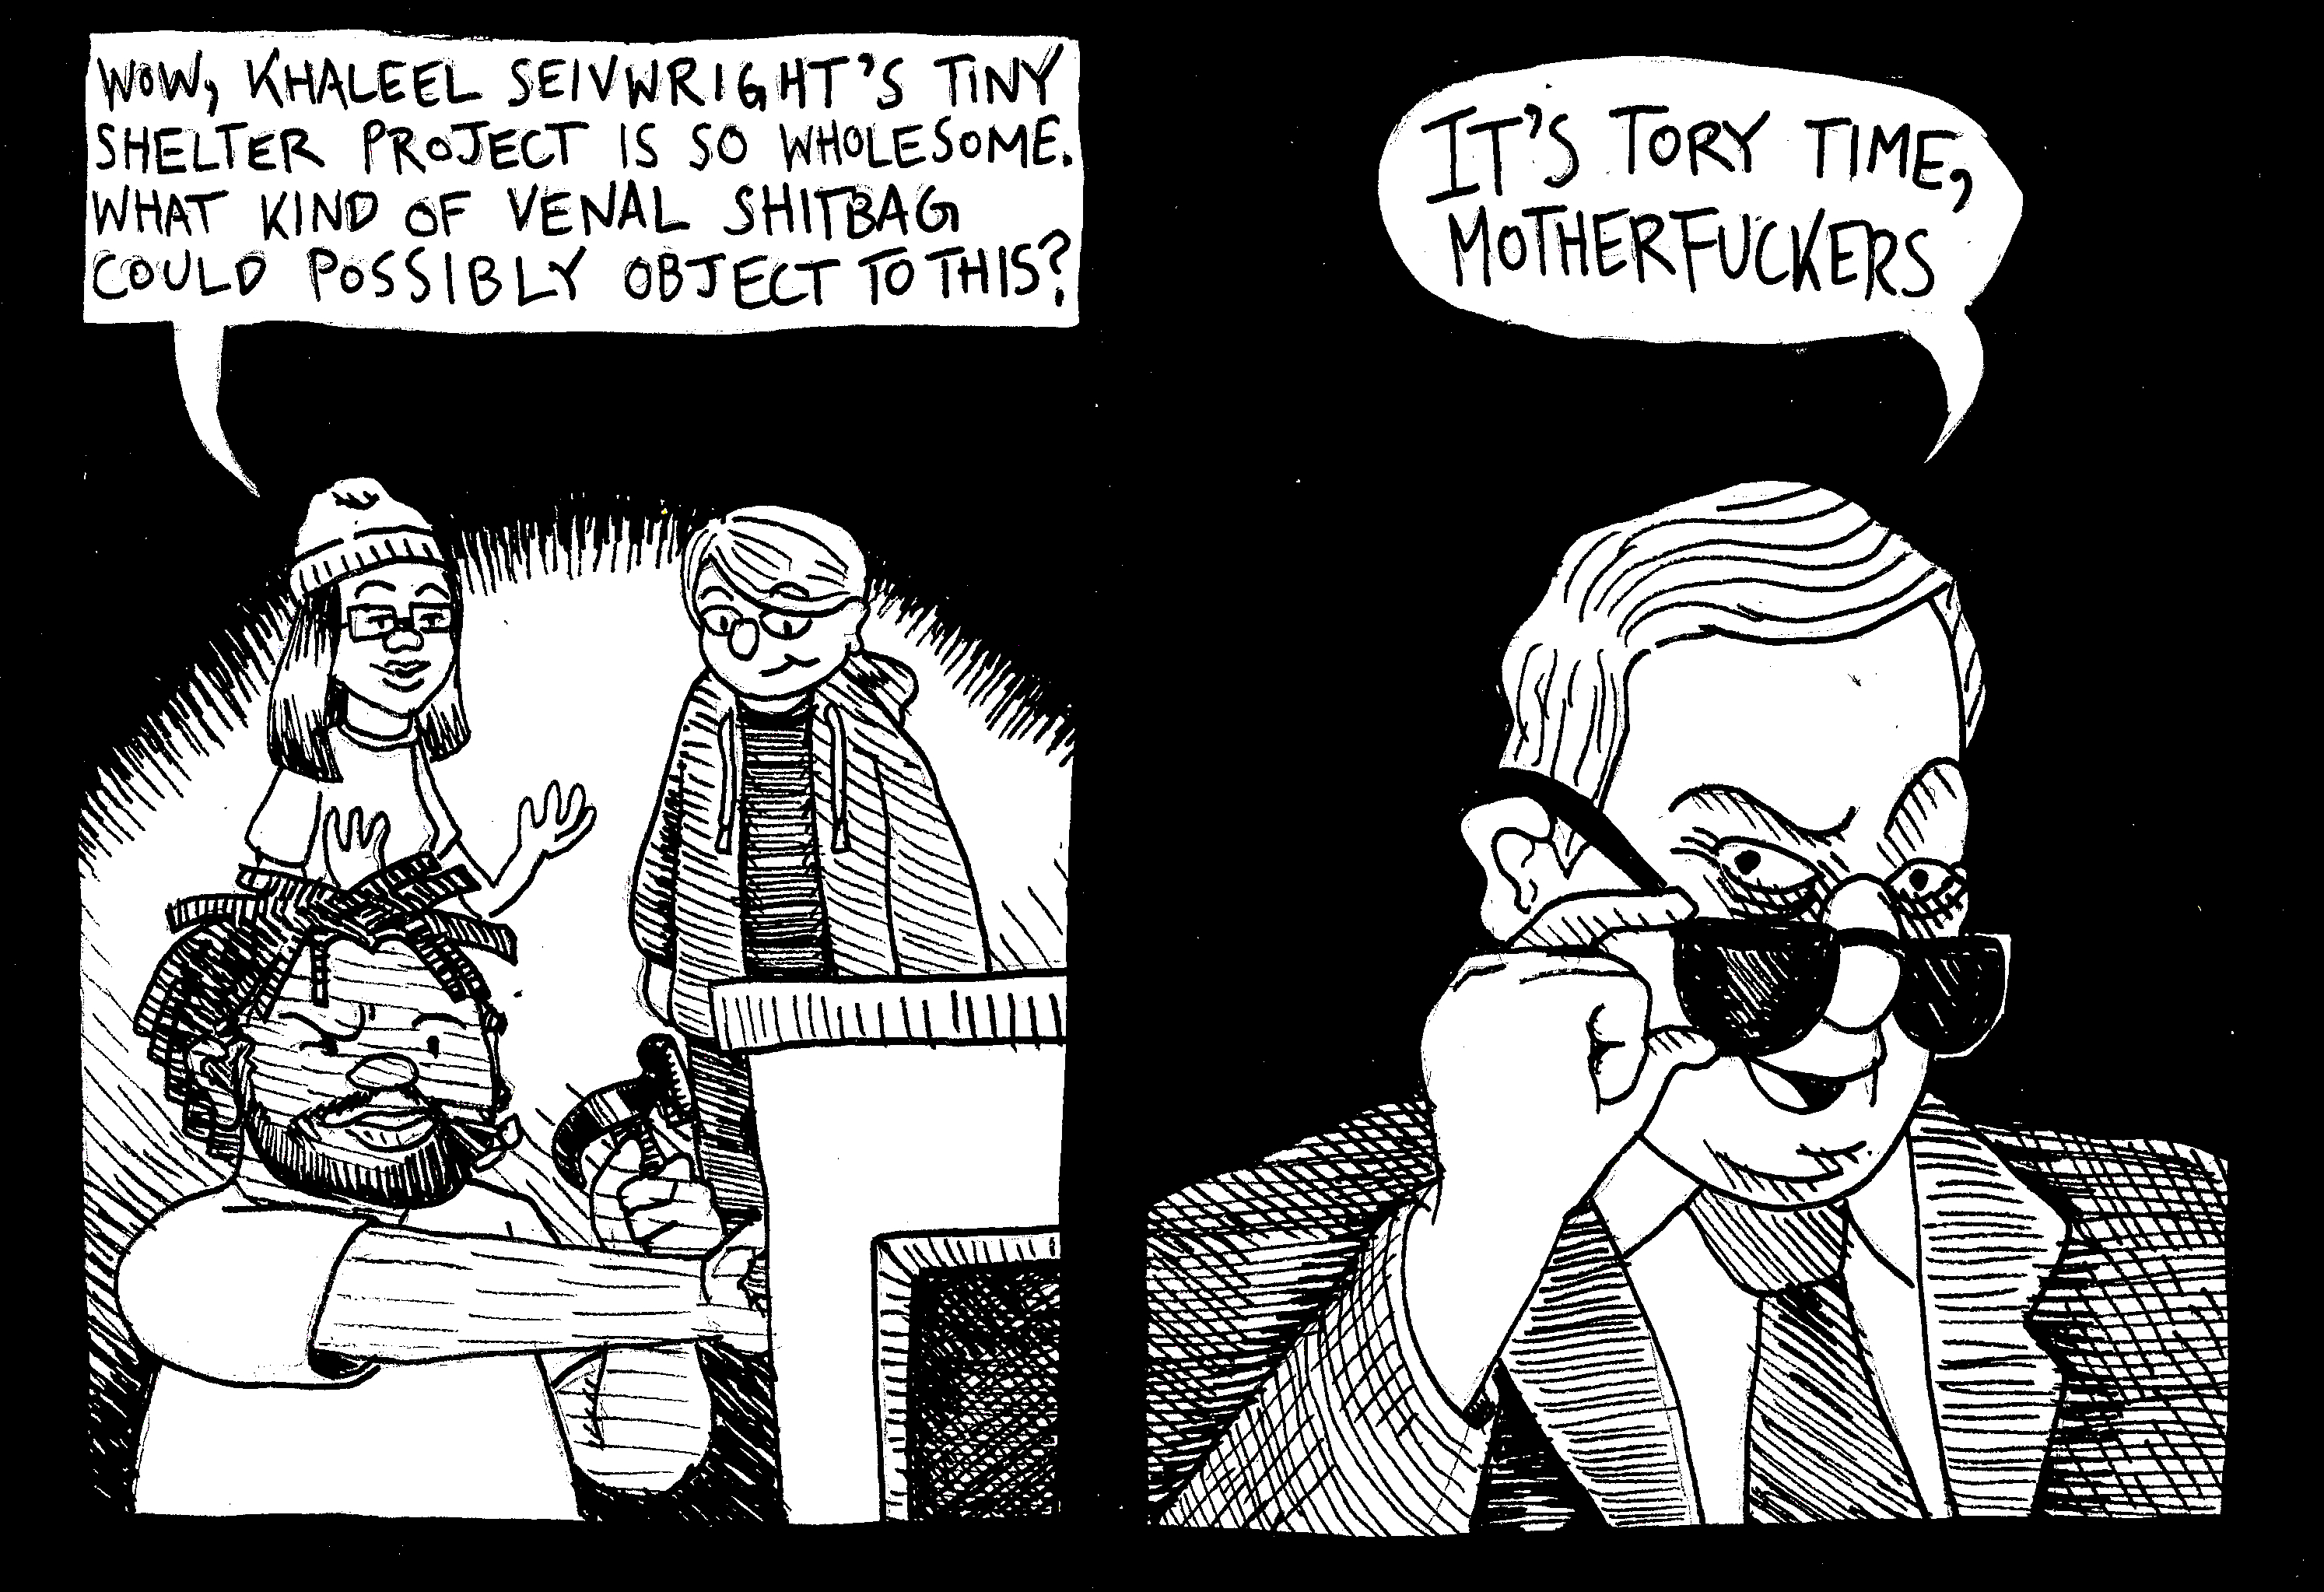 WOW, KHALEEL SEIVWRIGHT'S TINY
SHELTER PROJECT IS SO WHOLESOME.
WHAT KIND OF VENAL SHITBAG
COULD POSSIBLY OBJECT TO THIS?
IT'S TORY TIME,
MOTHERFUCKERS